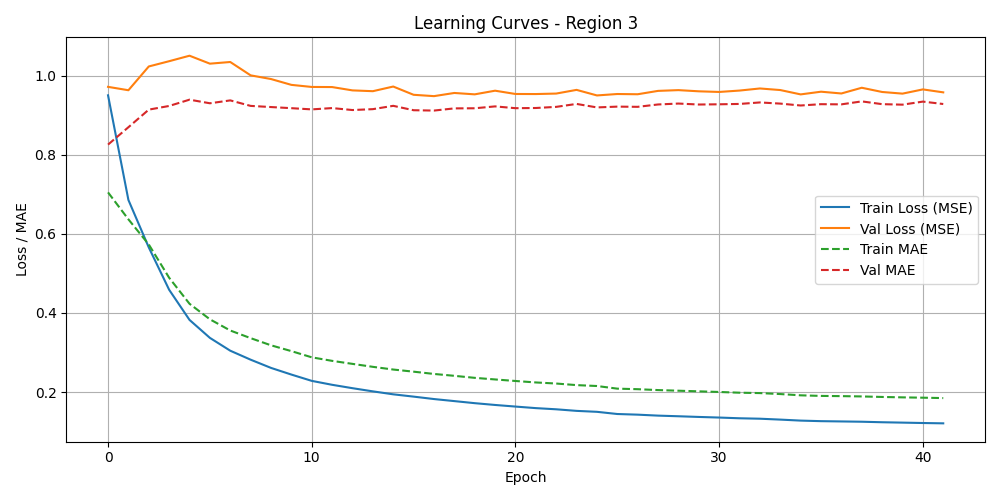 Learning Curves - Region 3
Loss / MAE
1.0
0.8
0.6
0.4
0.2
Train Loss (MSE)
Val Loss (MSE)
Train MAE
Val MAE
0
10
20
30
40
Epoch